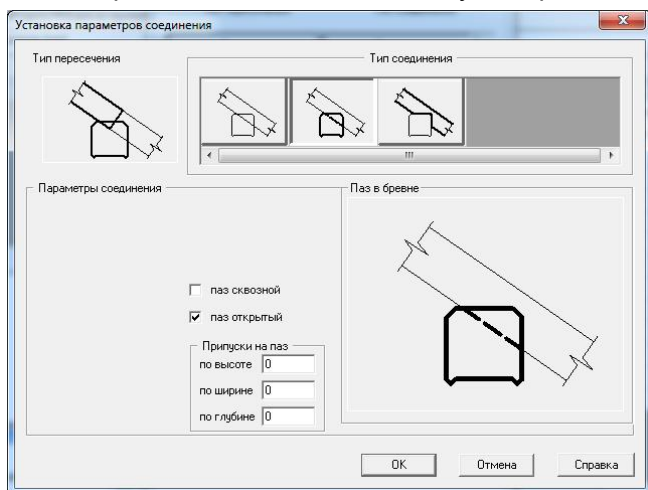 Установка параметров соединения
Тип пересечения
Тип соединения
Параметры соединения
паз сквозной
паз открытый
Припуски на паз
по высоте 0
по ширине 0
по глубине 0
Паз в бревне
OK
Отмена
Справка